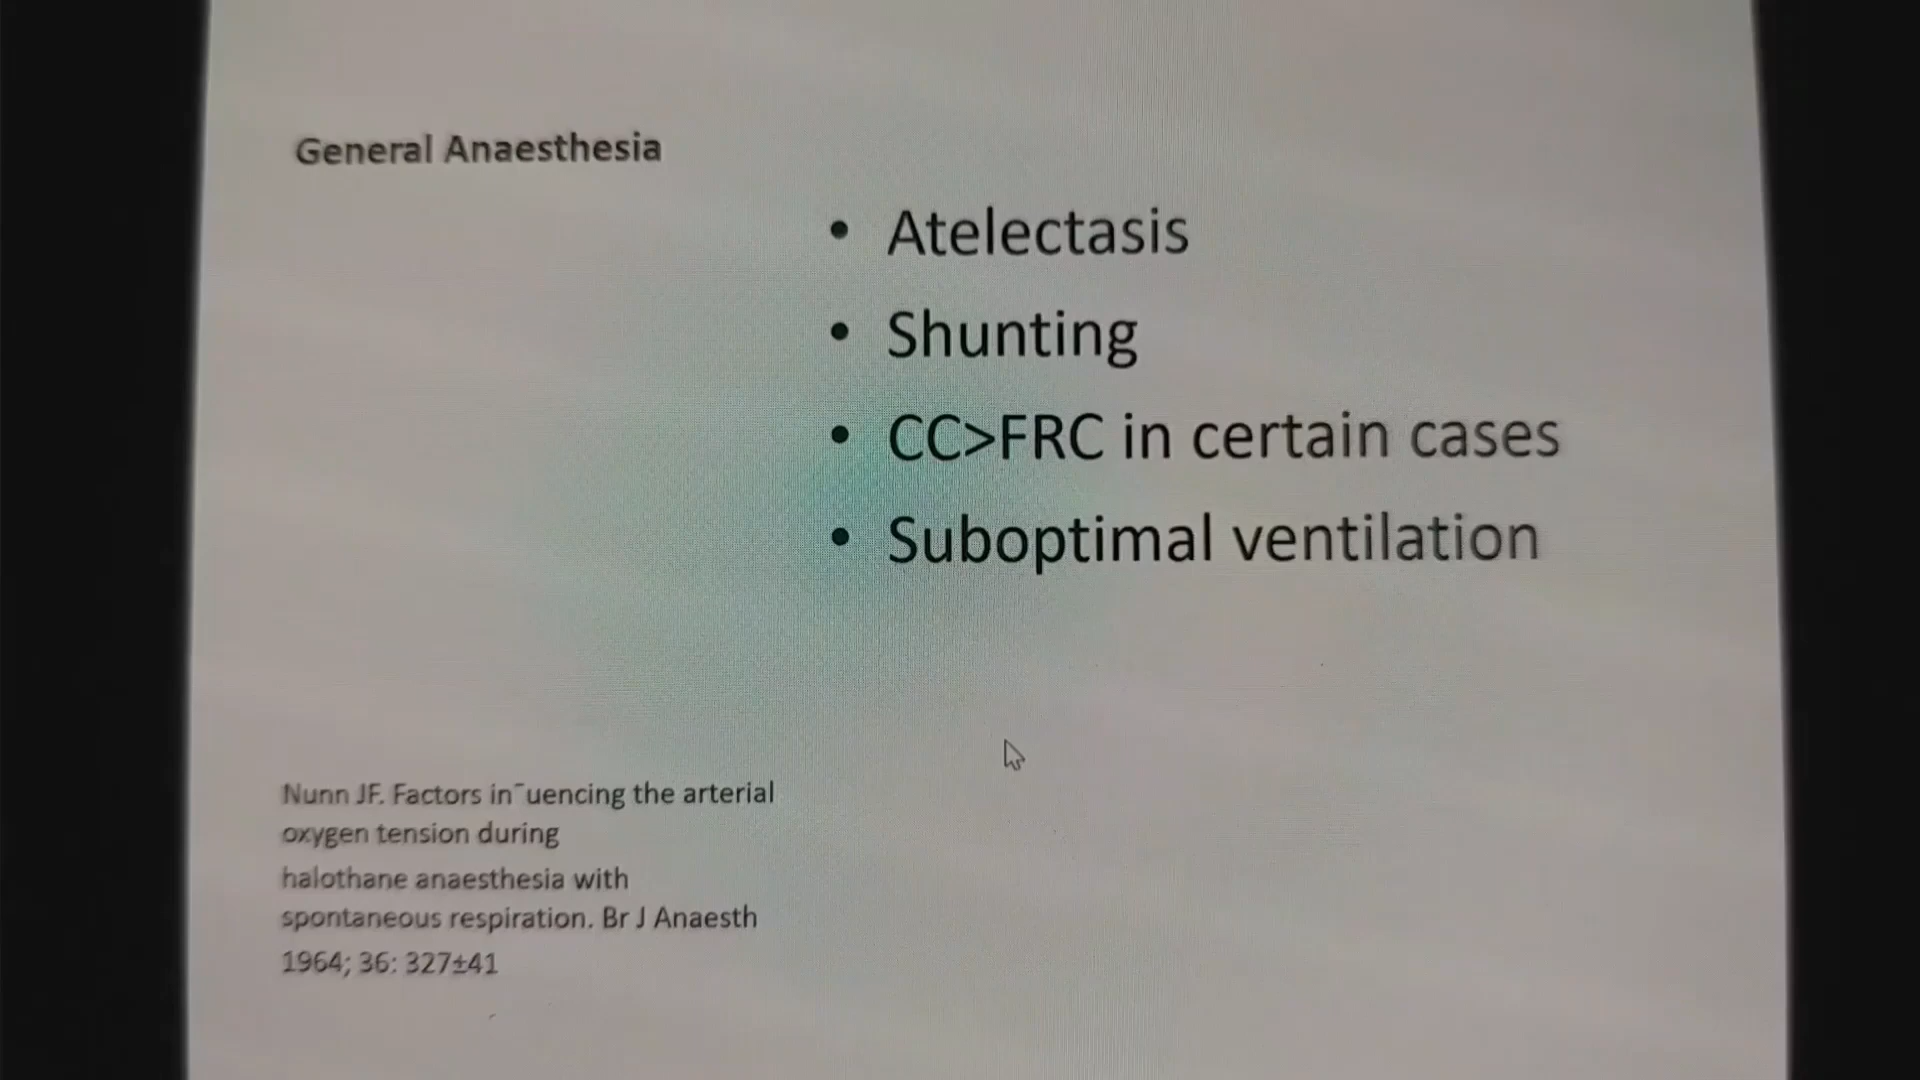 General Anaesthesia
• Atelectasis
• Shunting
• CC>FRC in certain cases
• Suboptimal ventilation
Nunn JF. Factors in¯uencing the arterial
oxygen tension during
halothane anaesthesia with
spontaneous respiration. Br J Anaesth
1964; 36: 327±41